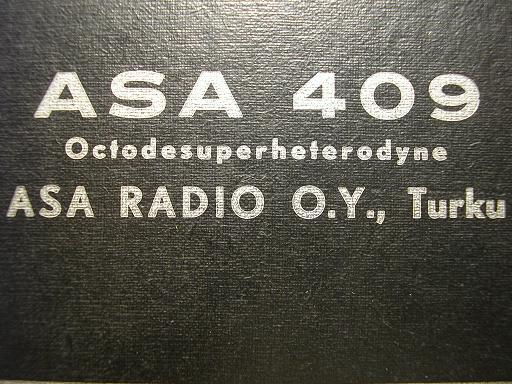 ASA 409
Octodesuperheterodyne
ASA RADIO O.Y., Turku